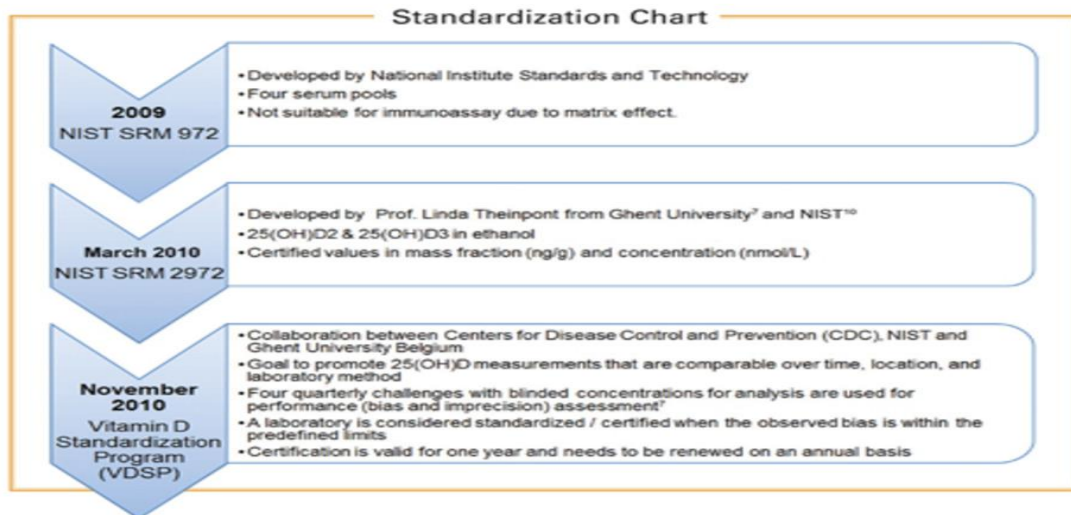 Standardization Chart
2009
NIST SRM 972
•Developed by National Institute Standards and Technology
•Four serum pools
•Not suitable for immunoassay due to matrix effect.
March 2010
NIST SRM 2972
•Developed by Prof. Linda Theinpont from Ghent University⁷ and NIST¹⁰
•25(OH)D2 & 25(OH)D3 in ethanol
•Certified values in mass fraction (ng/g) and concentration (nmol/L)
November
2010
Vitamin D
Standardization
Program
(VDSP)
•Collaboration between Centers for Disease Control and Prevention (CDC), NIST and
Ghent University Belgium
•Goal to promote 25(OH)D measurements that are comparable over time, location, and
laboratory method
•Four quarterly challenges with blinded concentrations for analysis are used for
performance (bias and imprecision) assessment⁷
•A laboratory is considered standardized / certified when the observed bias is within the
predefined limits
•Certification is valid for one year and needs to be renewed on an annual basis